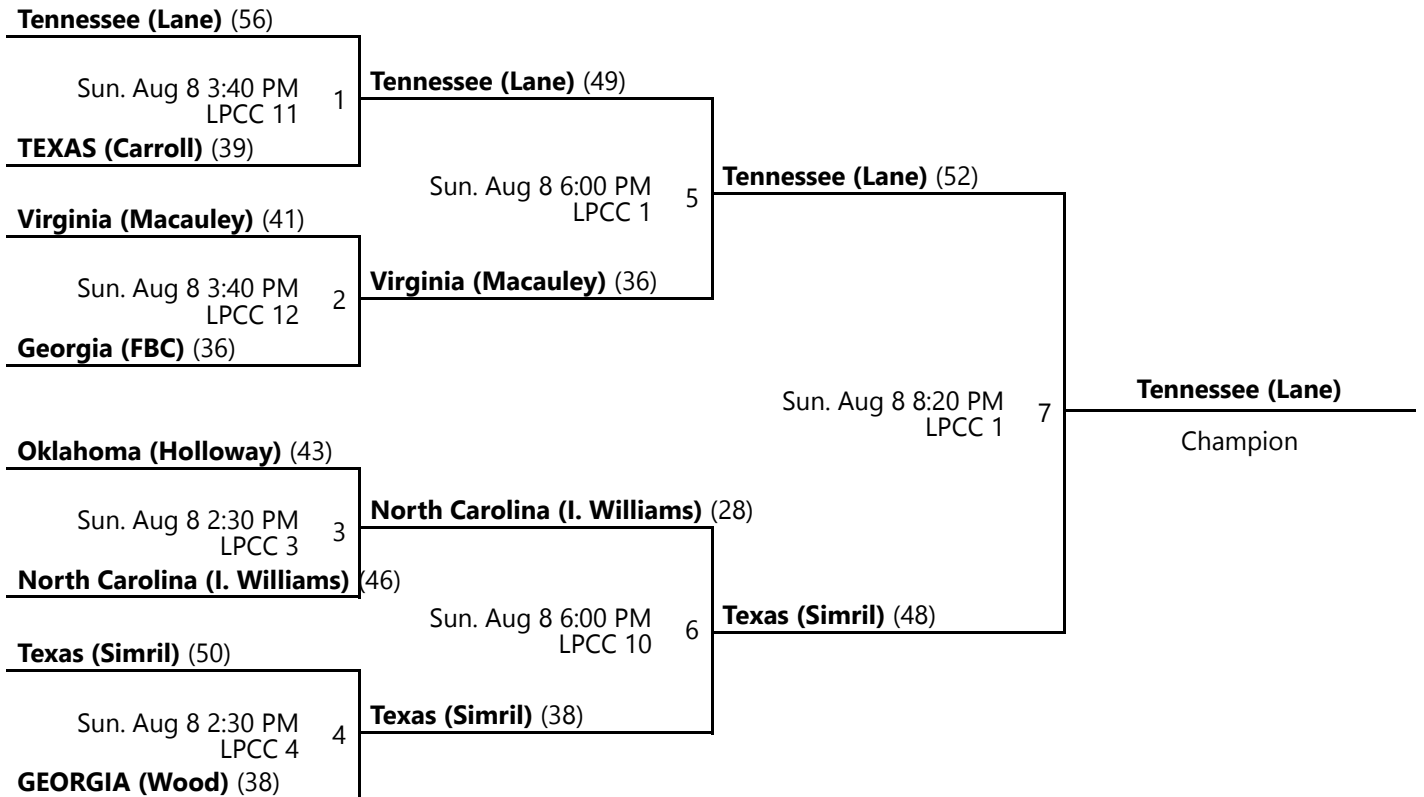 Tennessee (Lane) (56)
Sun. Aug 8 3:40 PM
LPCC 11
1
TEXAS (Carroll) (39)
Tennessee (Lane) (49)
Virginia (Macauley) (41)
Sun. Aug 8 3:40 PM
LPCC 12
2
Georgia (FBC) (36)
Sun. Aug 8 6:00 PM
LPCC 1
5
Virginia (Macauley) (36)
Tennessee (Lane) (52)
Oklahoma (Holloway) (43)
Sun. Aug 8 2:30 PM
LPCC 3
3
North Carolina (I. Williams) (46)
North Carolina (I. Williams) (28)
Texas (Simril) (50)
Sun. Aug 8 2:30 PM
LPCC 4
4
GEORGIA (Wood) (38)
Sun. Aug 8 6:00 PM
LPCC 10
6
Texas (Simril) (38)
Texas (Simril) (48)
Sun. Aug 8 8:20 PM
LPCC 1
7
Tennessee (Lane)
Champion